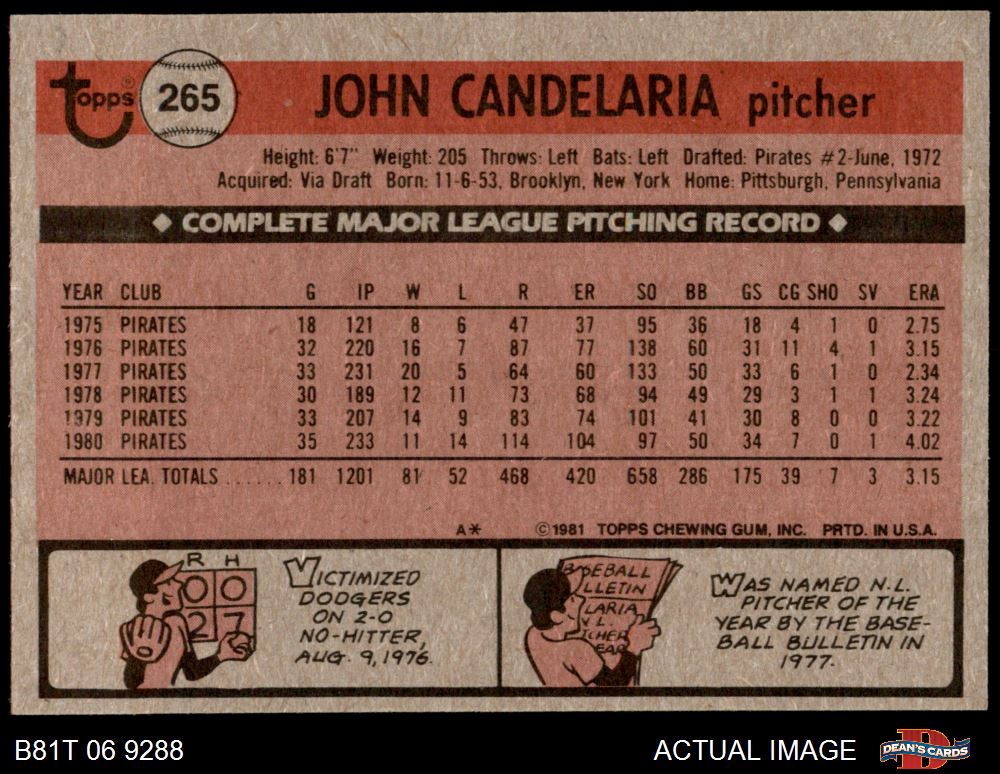 Topps® 265 JOHN CANDELARIA pitcher
Height: 6'7" Weight: 205 Throws: Left Bats: Left Drafted: Pirates #2-June, 1972
Acquired: Via Draft Born: 11-6-53, Brooklyn, New York Home: Pittsburgh, Pennsylvania
◆ COMPLETE MAJOR LEAGUE PITCHING RECORD ◆
YEAR CLUB G IP W L R ER SO BB GS CG SHO SV ERA
1975 PIRATES 18 121 8 6 47 37 95 36 18 4 1 0 2.75
1976 PIRATES 32 220 16 7 87 77 138 60 31 11 4 1 3.15
1977 PIRATES 33 231 20 5 64 60 133 50 33 6 1 0 2.34
1978 PIRATES 30 189 12 11 73 68 94 49 29 3 1 1 3.24
1979 PIRATES 33 207 14 9 83 74 101 41 30 8 0 0 3.22
1980 PIRATES 35 233 11 14 114 104 97 50 34 7 0 1 4.02
MAJOR LEA. TOTALS ...... 181 1201 81 52 468 420 658 286 175 39 7 3 3.15
A* ©1981 TOPPS CHEWING GUM, INC. PRTD. IN U.S.A.
R H
0 0
2 7
VICTIMIZED
DODGERS
ON 2-0
NO-HITTER,
AUG. 9, 1976.
BASEBALL
LLETIN
LARIA
N.L.
TCHER
EAR
WAS NAMED N.L.
PITCHER OF THE
YEAR BY THE BASE-
BALL BULLETIN IN
1977.
B81T 06 9288 ACTUAL IMAGE DEAN'S CARDS